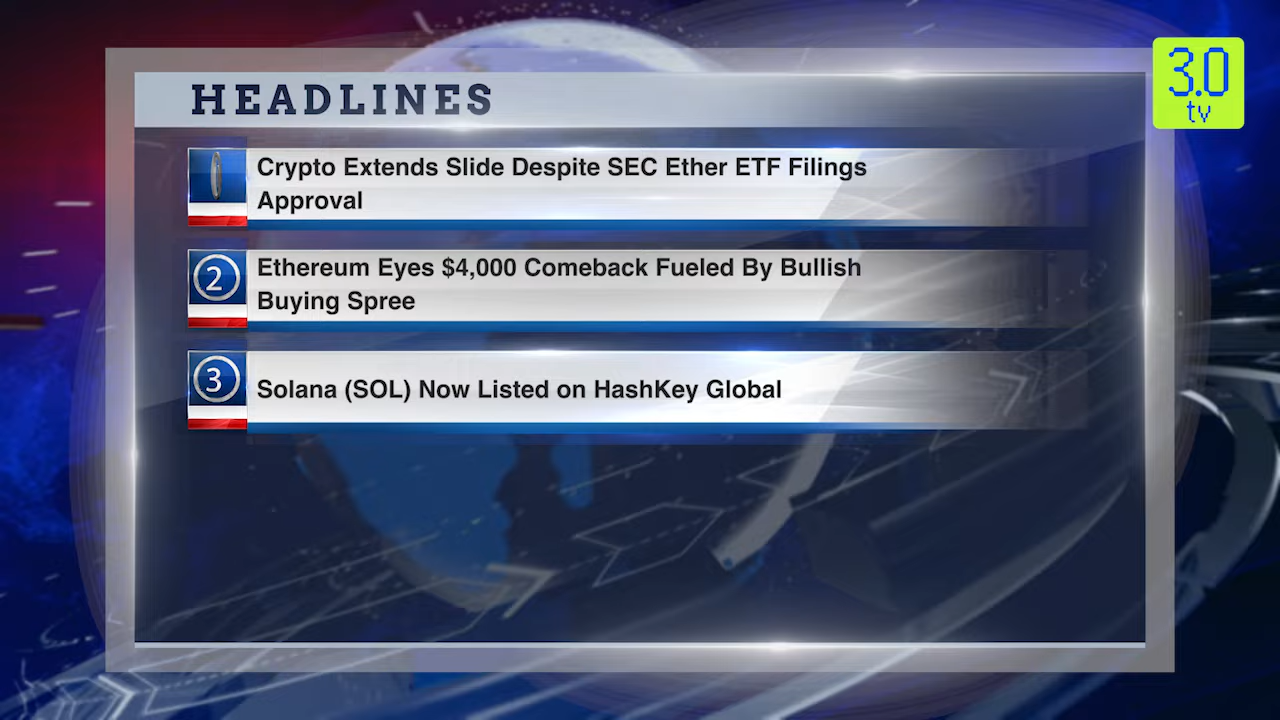 HEADLINES
3.0
tv
Crypto Extends Slide Despite SEC Ether ETF Filings
Approval
2
Ethereum Eyes $4,000 Comeback Fueled By Bullish
Buying Spree
3
Solana (SOL) Now Listed on HashKey Global